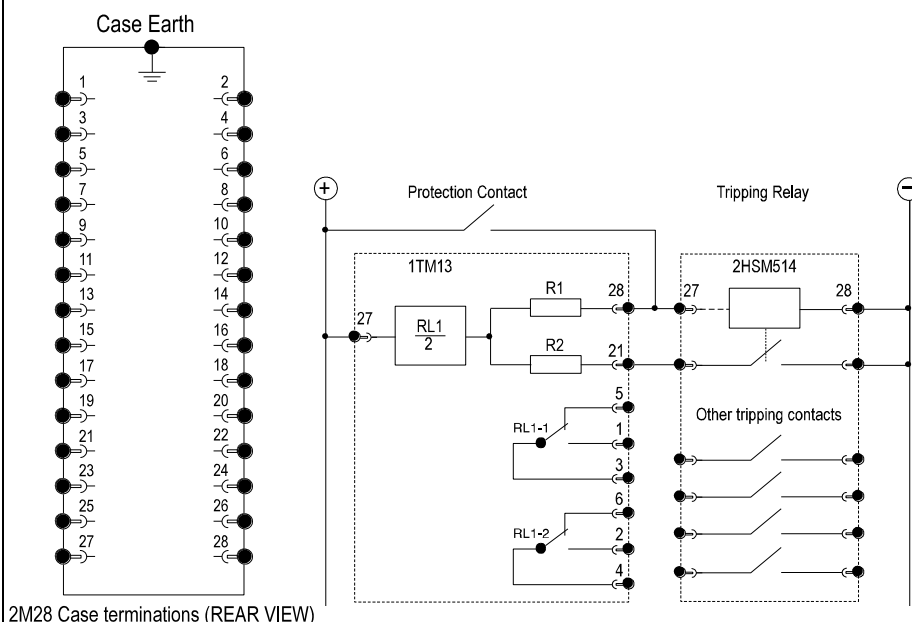 Case Earth
1 2
3 4
5 6
7 8
9 10
11 12
13 14
15 16
17 18
19 20
21 22
23 24
25 26
27 28
2M28 Case terminations (REAR VIEW)
+ Protection Contact Tripping Relay −
1TM13 2HSM514
27 RL1 2 R1 28 27 28
R2 21
5
RL1-1 1
3
6
RL1-2 2
4
Other tripping contacts